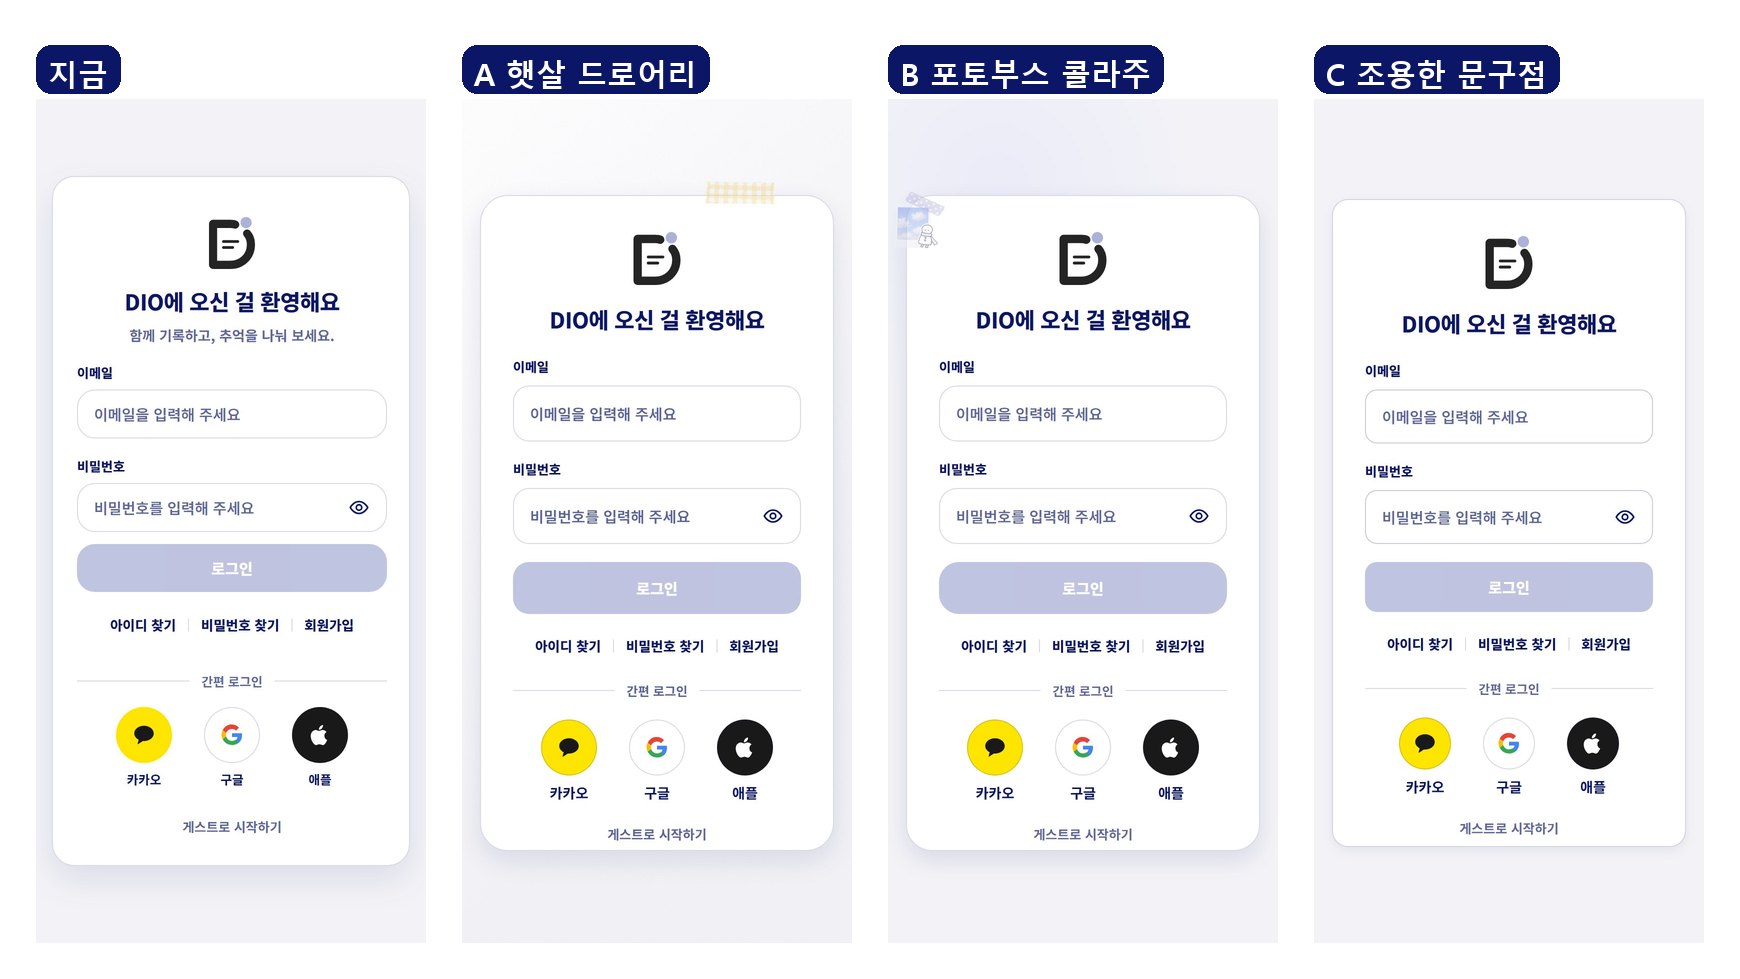 지금
DIO에 오신 걸 환영해요
함께 기록하고, 추억을 나눠 보세요.
이메일
이메일을 입력해 주세요
비밀번호
비밀번호를 입력해 주세요
로그인
아이디 찾기 | 비밀번호 찾기 | 회원가입
간편 로그인
카카오 구글 애플
게스트로 시작하기
A 햇살 드로어리
DIO에 오신 걸 환영해요
이메일
이메일을 입력해 주세요
비밀번호
비밀번호를 입력해 주세요
로그인
아이디 찾기 | 비밀번호 찾기 | 회원가입
간편 로그인
카카오 구글 애플
게스트로 시작하기
B 포토부스 콜라주
DIO에 오신 걸 환영해요
이메일
이메일을 입력해 주세요
비밀번호
비밀번호를 입력해 주세요
로그인
아이디 찾기 | 비밀번호 찾기 | 회원가입
간편 로그인
카카오 구글 애플
게스트로 시작하기
C 조용한 문구점
DIO에 오신 걸 환영해요
이메일
이메일을 입력해 주세요
비밀번호
비밀번호를 입력해 주세요
로그인
아이디 찾기 | 비밀번호 찾기 | 회원가입
간편 로그인
카카오 구글 애플
게스트로 시작하기